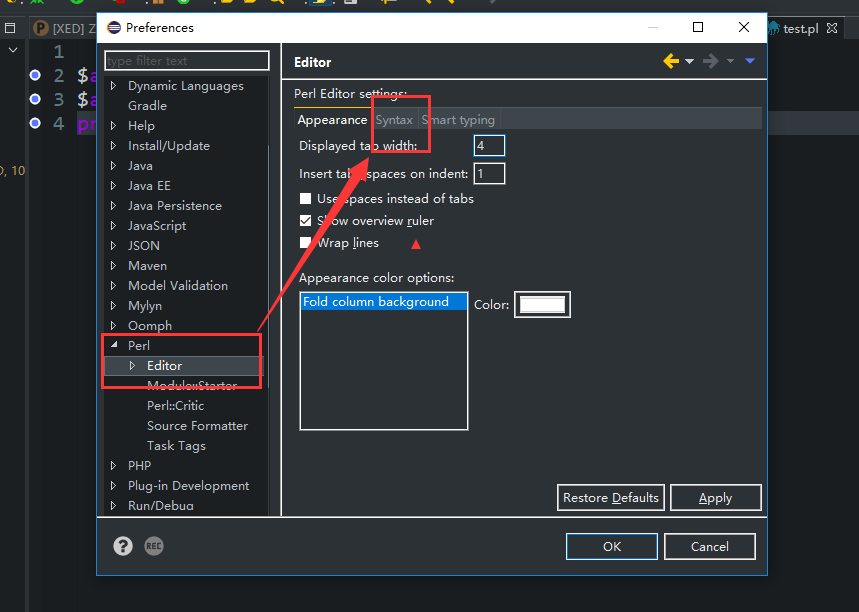 Preferences
[XED] Z
test.pl
type filter text
Dynamic Languages
Gradle
Help
Install/Update
Java
Java EE
Java Persistence
JavaScript
JSON
Maven
Model Validation
Mylyn
Oomph
Perl
Editor
Module::Starter
Perl::Critic
Source Formatter
Task Tags
PHP
Plug-in Development
Run/Debug
Editor
Perl Editor settings:
Appearance Syntax Smart typing
Displayed tab width: 4
Insert tabs/spaces on indent: 1
Use spaces instead of tabs
Show overview ruler
Wrap lines
Appearance color options:
Fold column background
Color:
Restore Defaults Apply
OK Cancel
REC
1
2 $a
3 $a
4 pr
0, 10